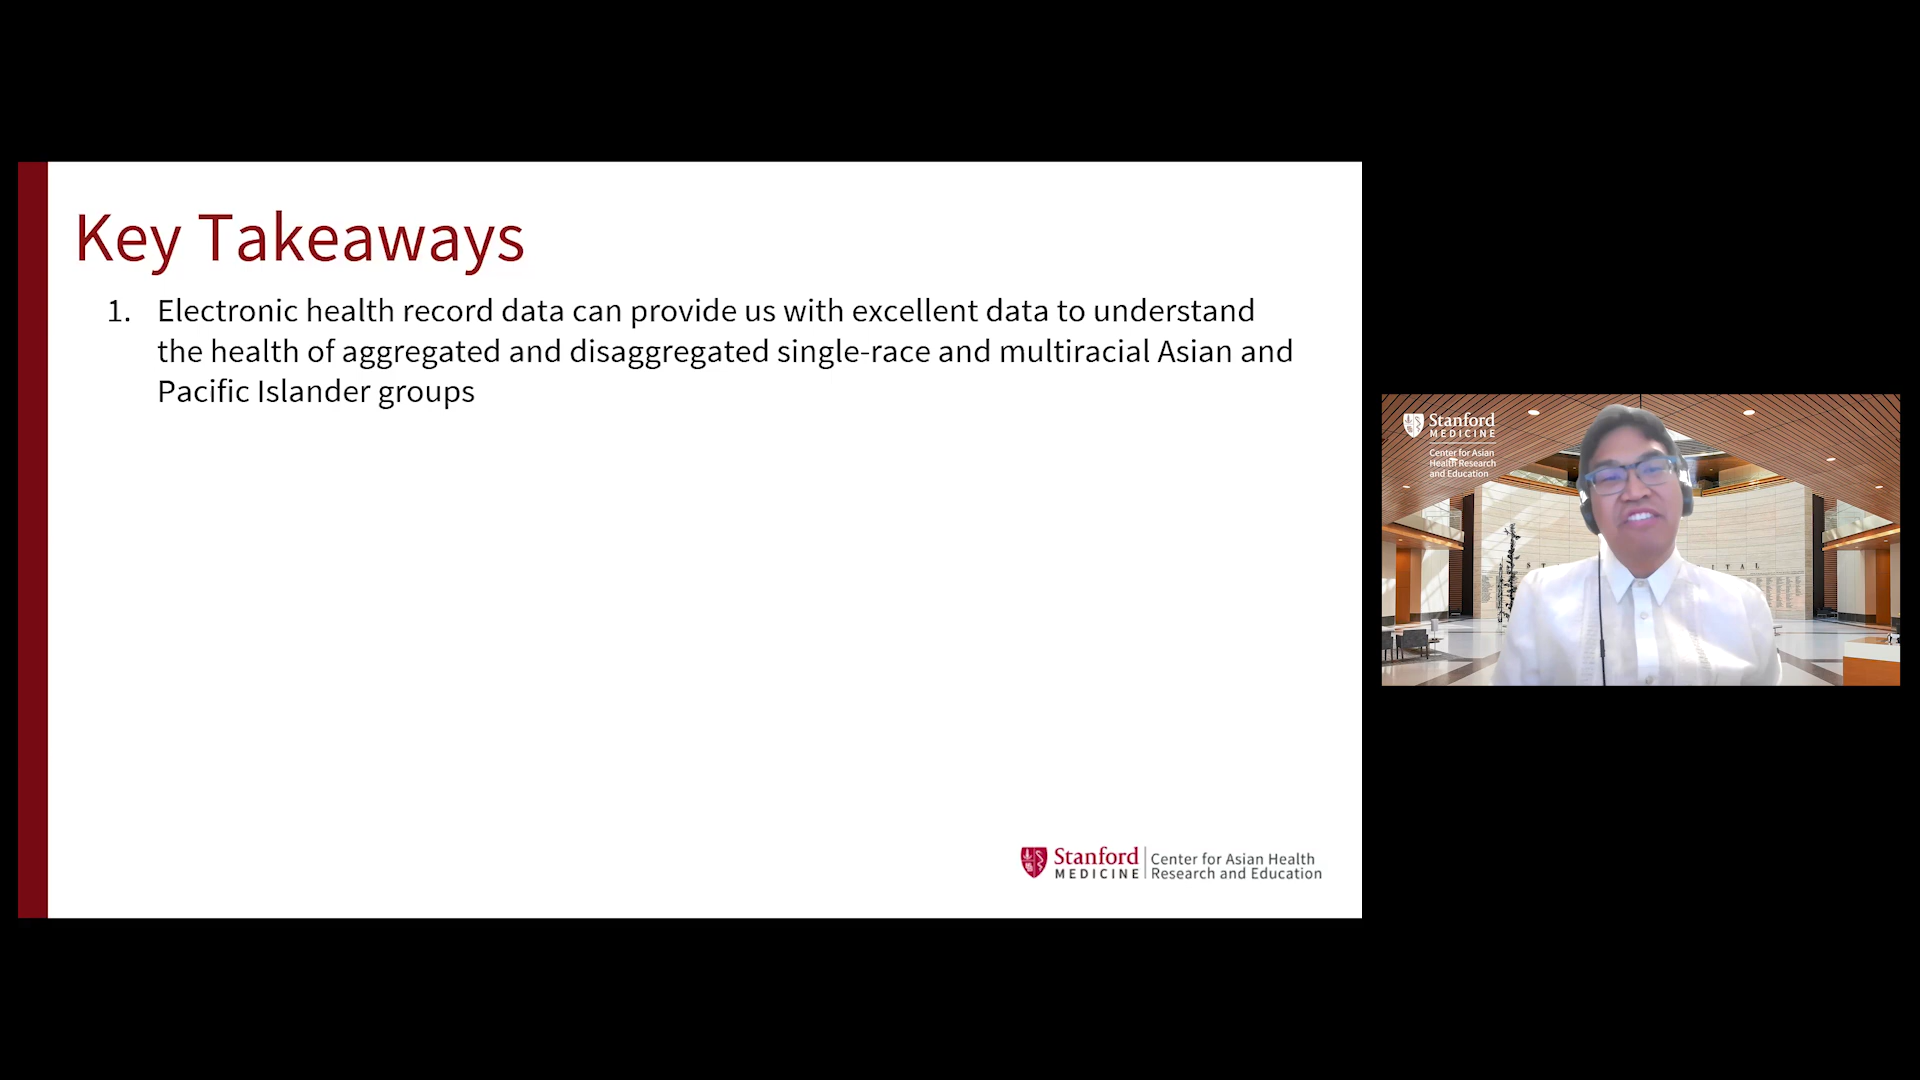 Key Takeaways
1. Electronic health record data can provide us with excellent data to understand
the health of aggregated and disaggregated single-race and multiracial Asian and
Pacific Islander groups
Stanford
MEDICINE
Center for Asian Health
Research and Education
Stanford
MEDICINE
Center for Asian
Health Research
and Education